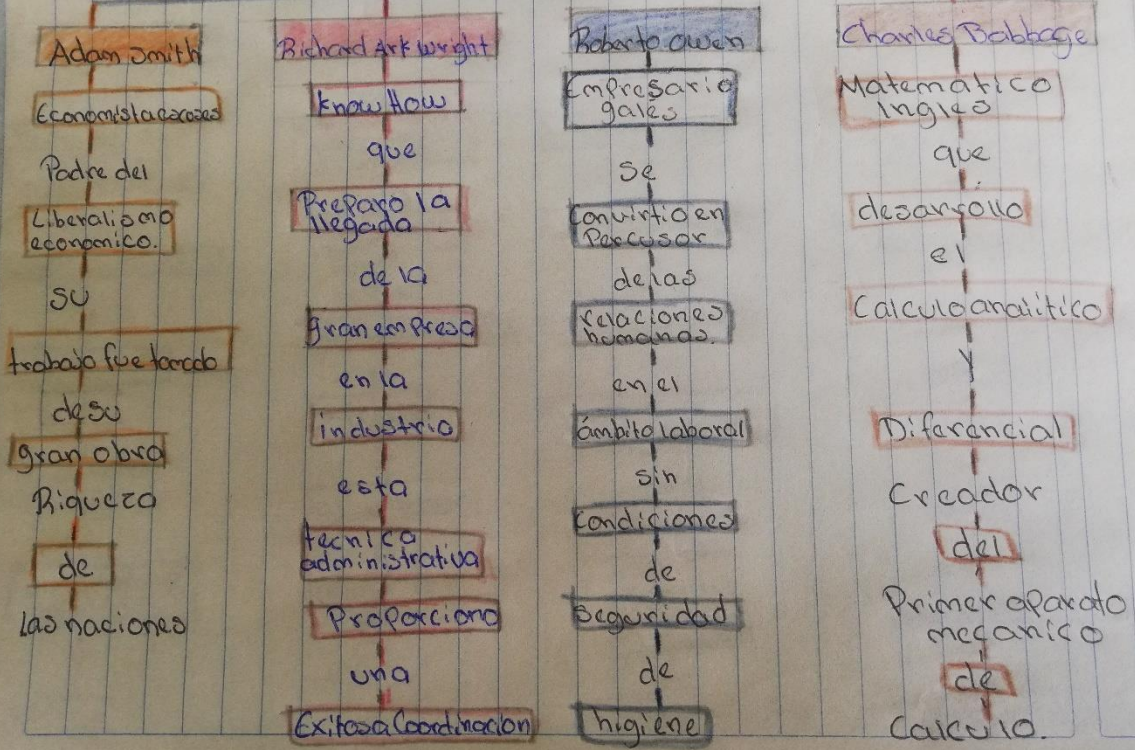 Adam Smith
Economista escoses
Padre del
Liberalismo
economico.
su
trabajo fue tomado
de su
gran obra
Riqueza
de
las naciones
Richard Arkwright
Know How
que
Preparo la
llegada
de la
gran empresa
en la
industria
esta
tecnica
administrativa
Proporciono
una
Exitosa Coordinacion
Roberto Owen
Empresario
gales
se
Convirtio en
Percusor
de las
relaciones
humanas.
en el
ámbito laboral
sin
Condiciones
de
Seguridad
de
higiene
Charles Babbage
Matematico
Ingles
que
desarrollo
el
Calculo analitico
y
Diferencial
Creador
del
Primer aparato
mecanico
de
Calculo.